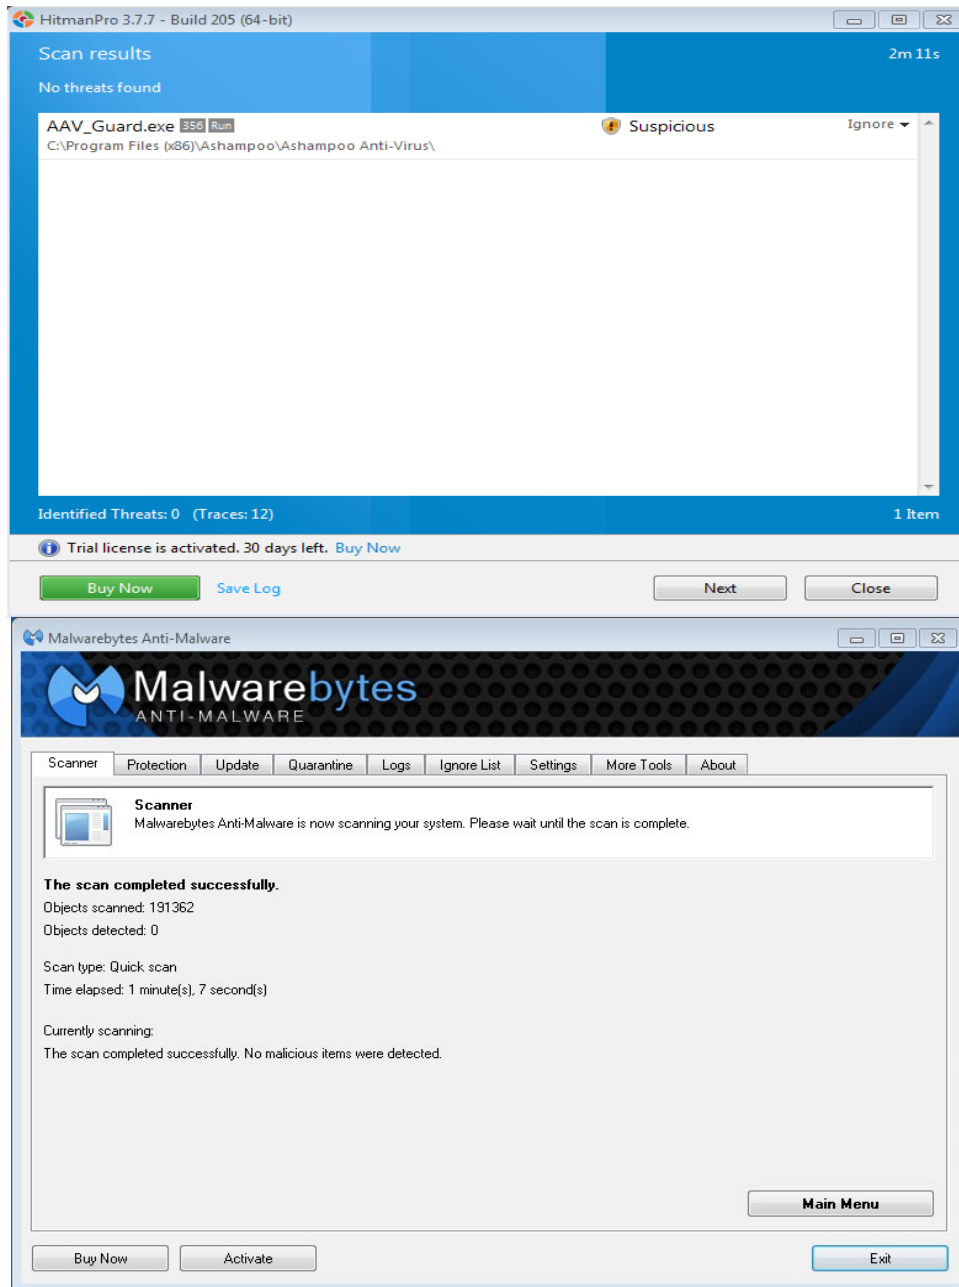 HitmanPro 3.7.7 - Build 205 (64-bit)
Scan results
2m 11s
No threats found
AAV_Guard.exe 356 Run
Suspicious
Ignore
C:\Program Files (x86)\Ashampoo\Ashampoo Anti-Virus\
Identified Threats: 0 (Traces: 12)
1 Item
Trial license is activated. 30 days left. Buy Now
Buy Now
Save Log
Next
Close
Malwarebytes Anti-Malware
Malwarebytes
ANTI-MALWARE
Scanner
Protection
Update
Quarantine
Logs
Ignore List
Settings
More Tools
About
Scanner
Malwarebytes Anti-Malware is now scanning your system. Please wait until the scan is complete.
The scan completed successfully.
Objects scanned: 191362
Objects detected: 0
Scan type: Quick scan
Time elapsed: 1 minute(s), 7 second(s)
Currently scanning:
The scan completed successfully. No malicious items were detected.
Main Menu
Buy Now
Activate
Exit